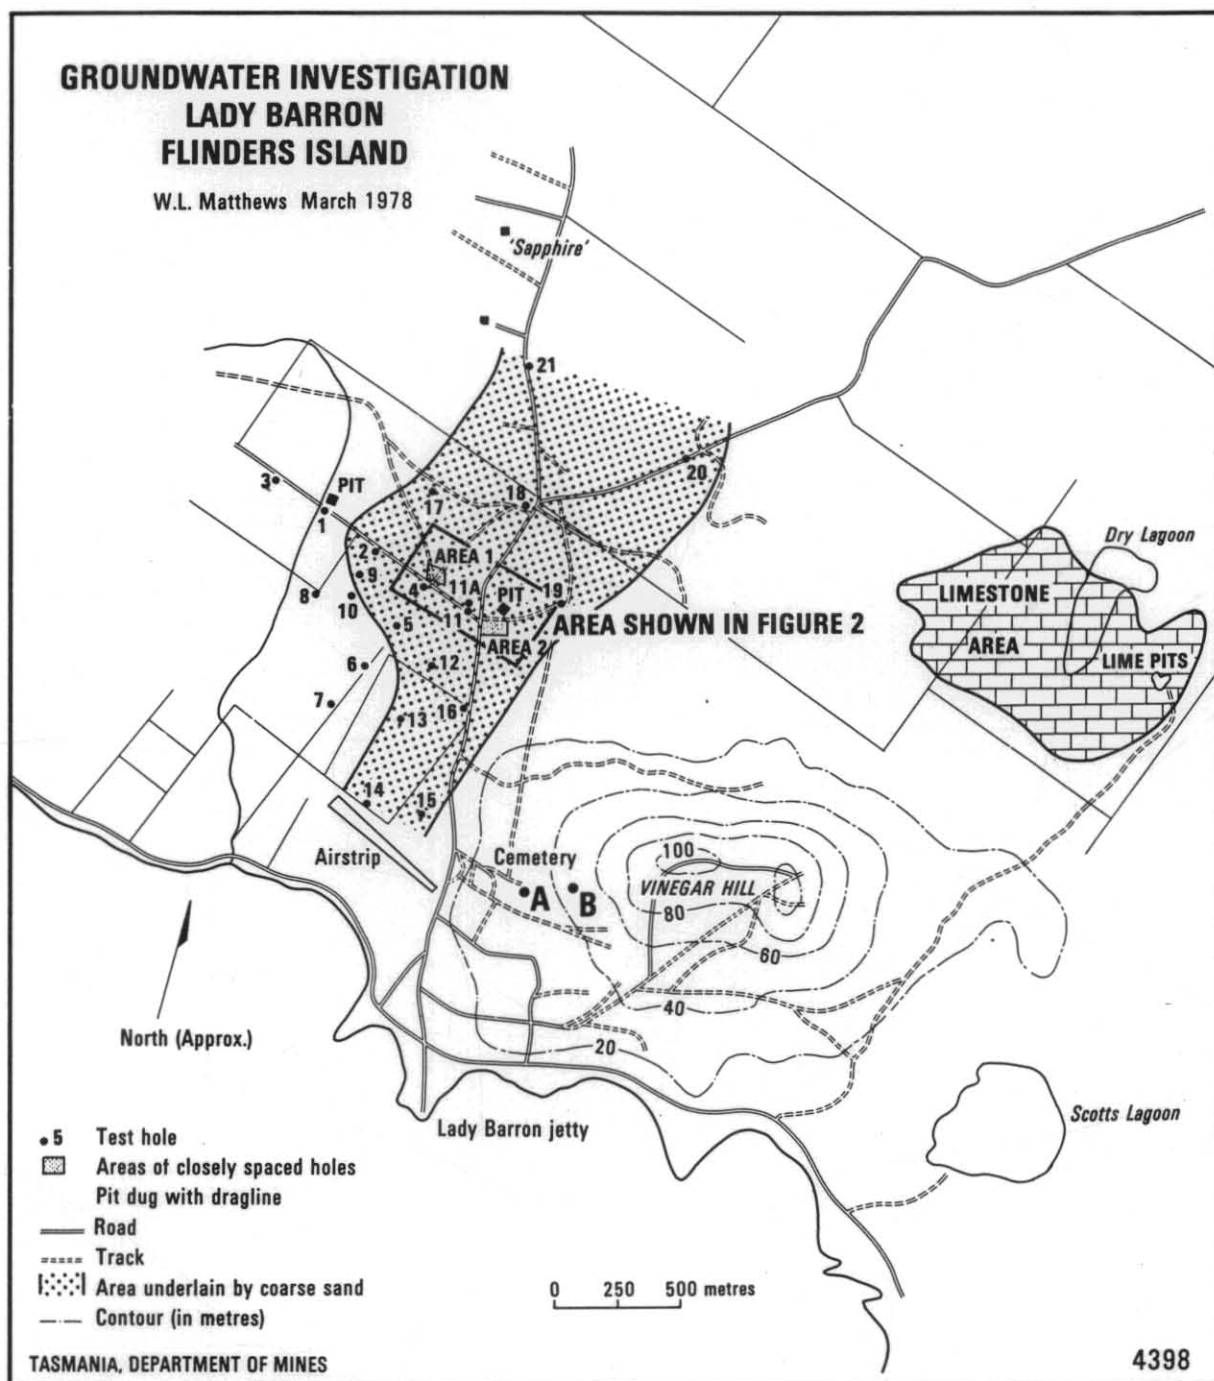 GROUNDWATER INVESTIGATION
LADY BARRON
FLINDERS ISLAND
W.L. Matthews March 1978
'Sapphire'
21
20
3
PIT
1
17
18
2
AREA 1
9
4
11A
PIT
19
8
10
5
11
AREA SHOWN IN FIGURE 2
AREA 2
6
12
7
13
16
14
15
Dry Lagoon
LIMESTONE
AREA
LIME PITS
Airstrip
Cemetery
A
B
100
VINEGAR HILL
80
60
40
20
North (Approx.)
Lady Barron jetty
Scotts Lagoon
5 Test hole
Areas of closely spaced holes
Pit dug with dragline
Road
Track
Area underlain by coarse sand
Contour (in metres)
0 250 500 metres
TASMANIA, DEPARTMENT OF MINES
4398